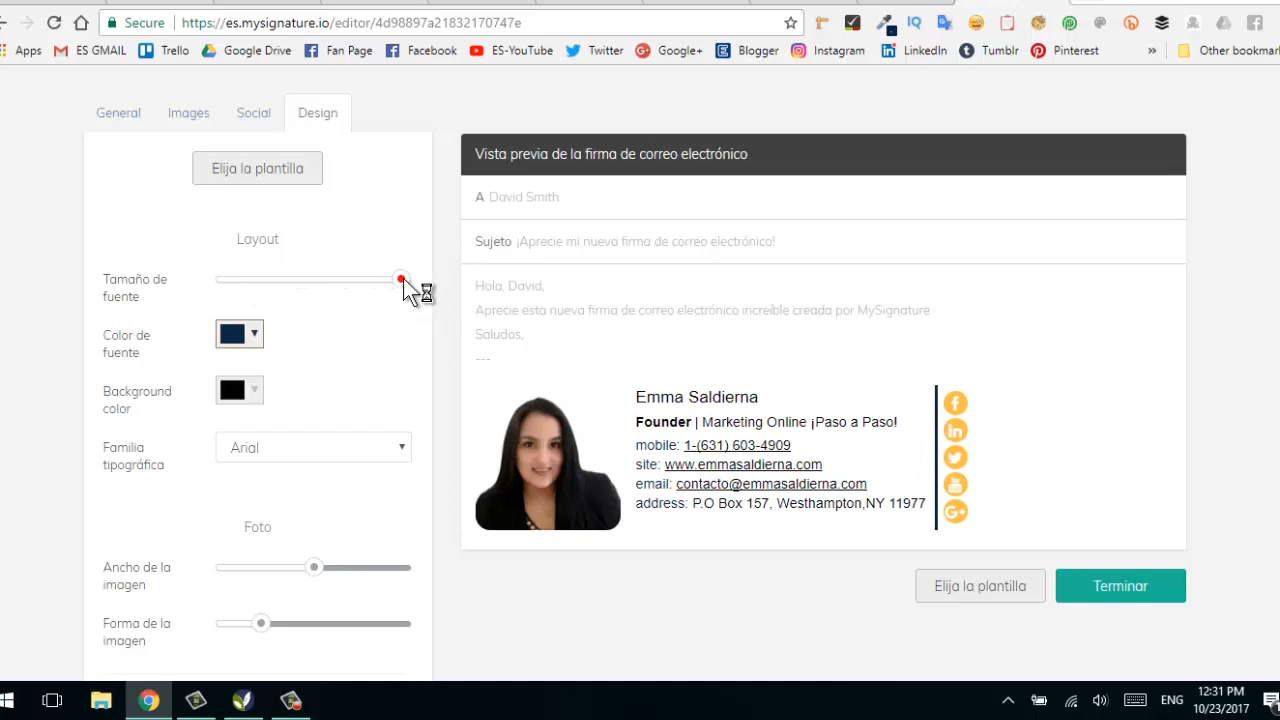 Secure https://es.mysignature.io/editor/4d98897a21832170747e
Apps ES GMAIL Trello Google Drive Fan Page Facebook ES-YouTube Twitter Google+ Blogger Instagram LinkedIn Tumblr Pinterest » Other bookmar
General Images Social Design
Elija la plantilla
Layout
Tamaño de
fuente
Color de
fuente
Background
color
Familia
tipográfica
Arial
Foto
Ancho de la
imagen
Forma de la
imagen
Vista previa de la firma de correo electrónico
A David Smith
Sujeto ¡Aprecie mi nueva firma de correo electrónico!
Hola, David,
Aprecie esta nueva firma de correo electrónico increíble creada por MySignature
Saludos,
---
Emma Saldierna
Founder | Marketing Online ¡Paso a Paso!
mobile: 1-(631) 603-4909
site: www.emmasaldierna.com
email: contacto@emmasaldierna.com
address: P.O Box 157, Westhampton,NY 11977
Elija la plantilla
Terminar
ENG
12:31 PM
10/23/2017